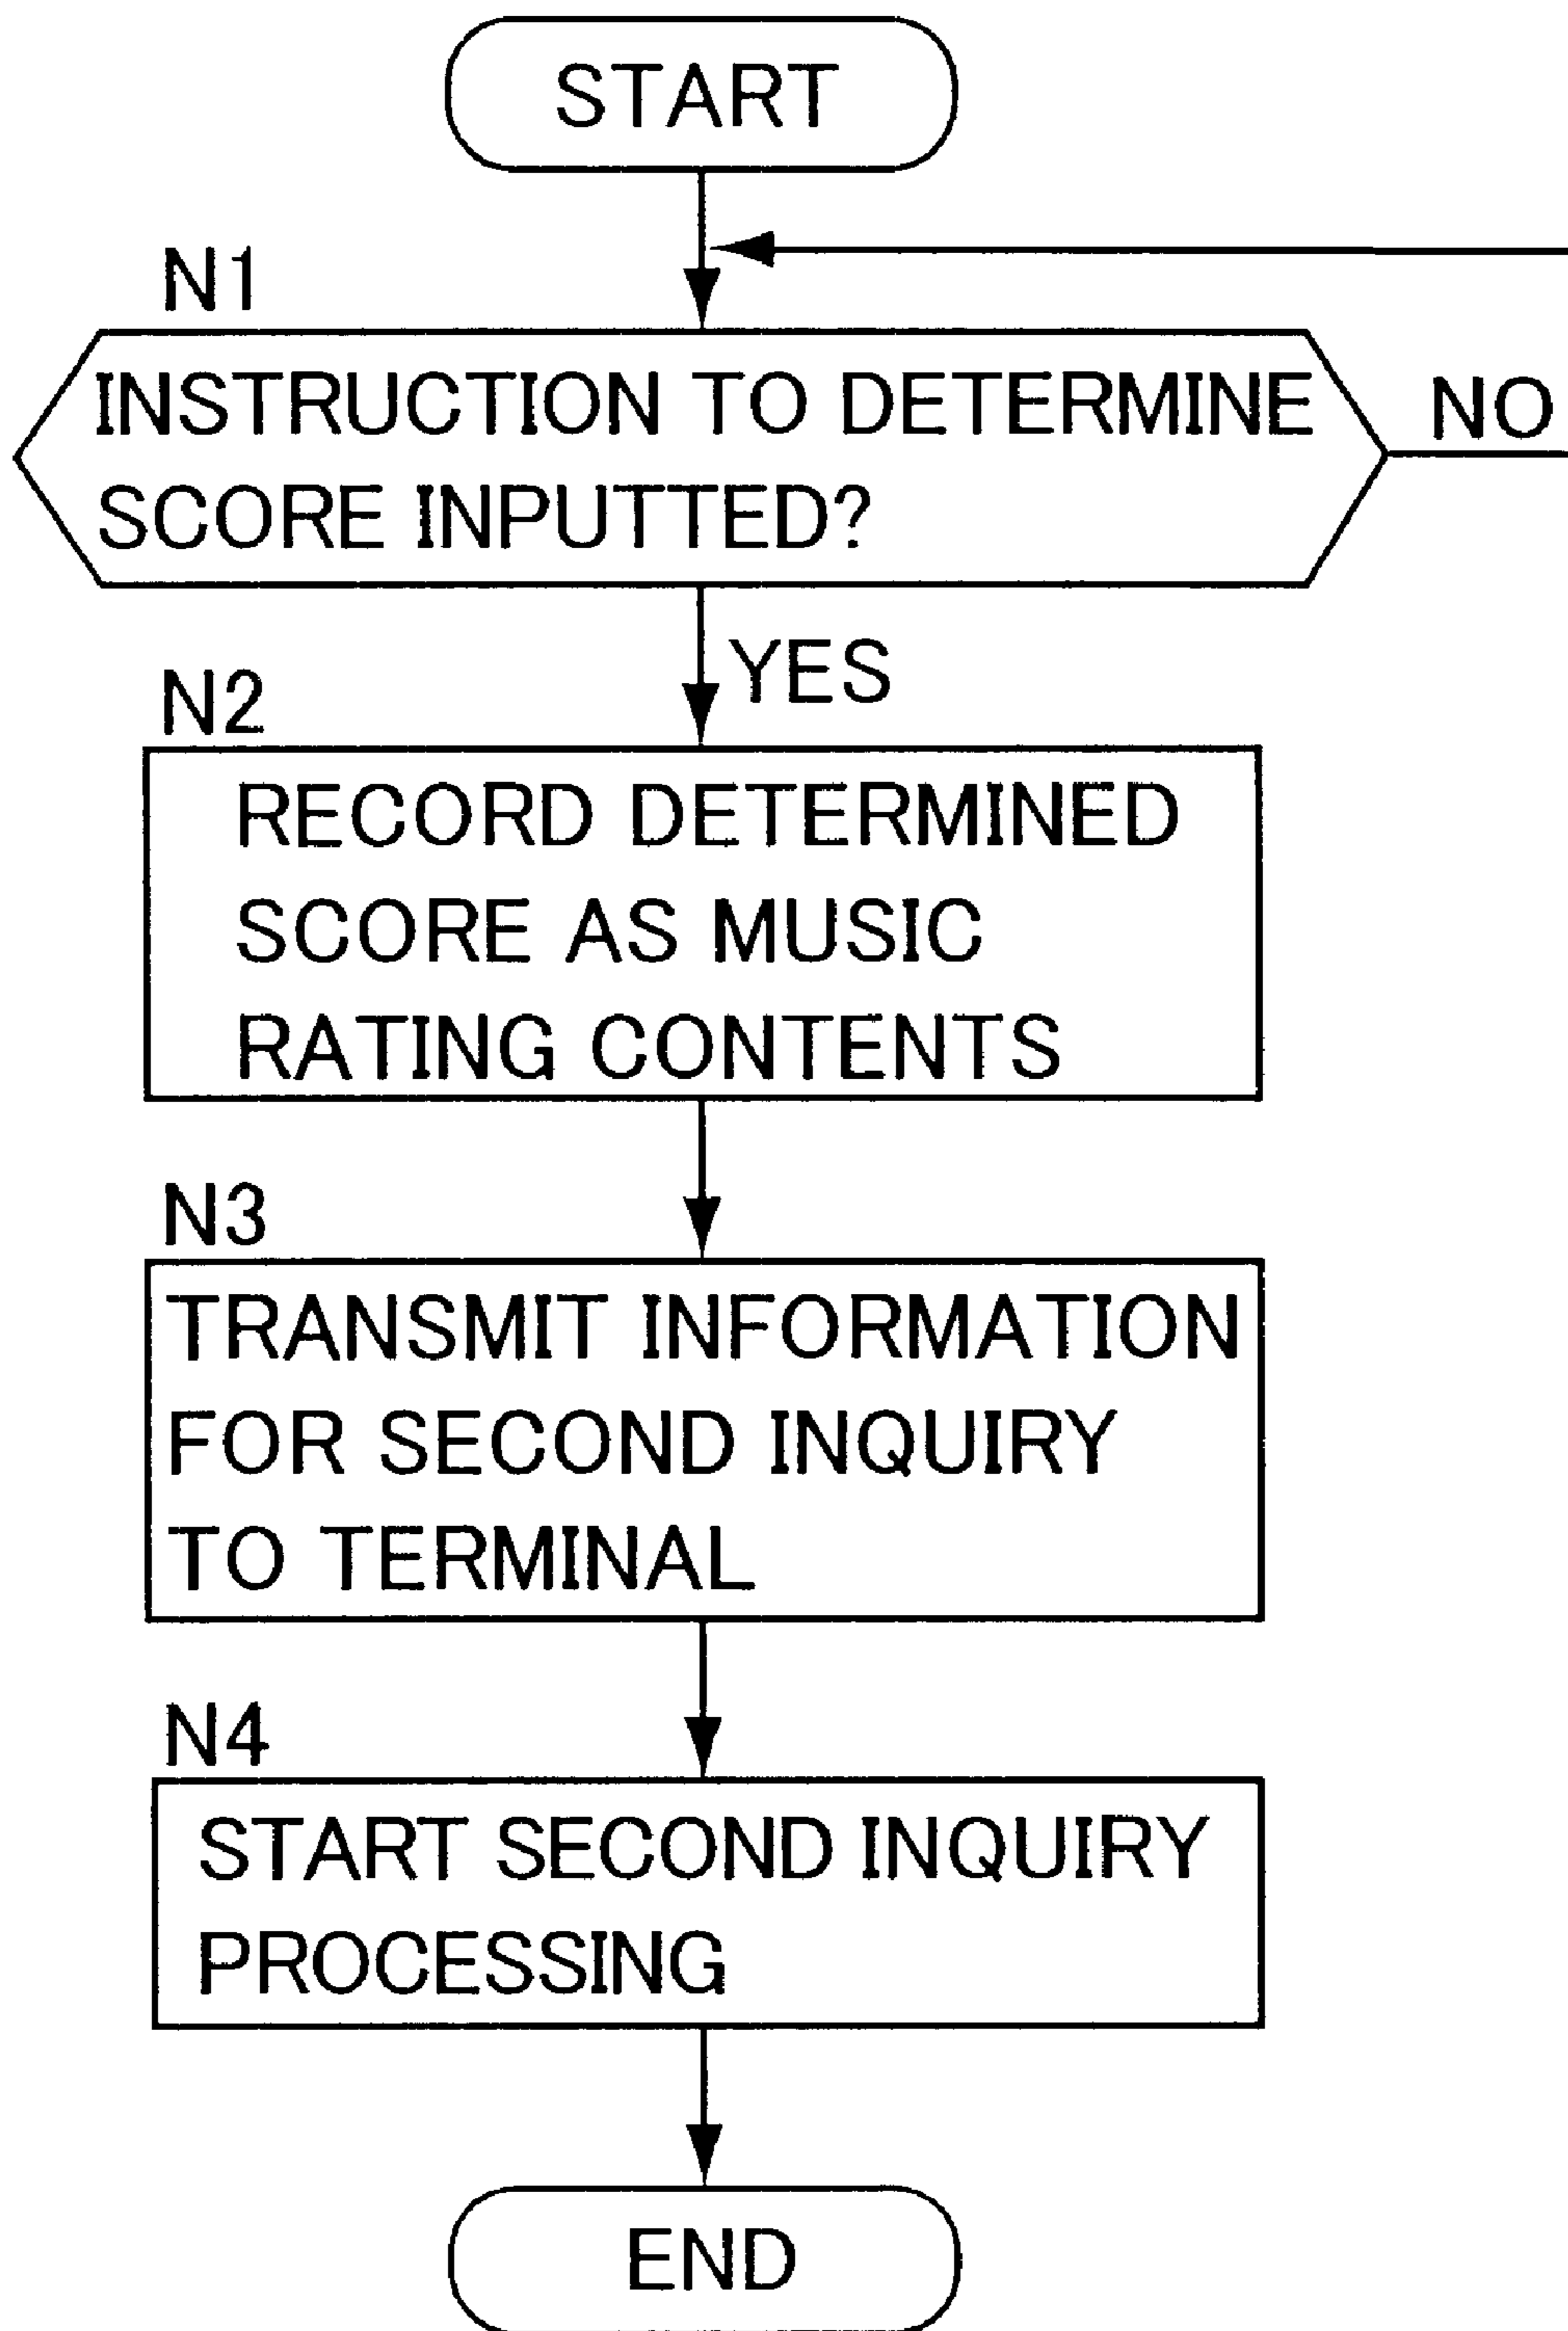 START
N1
INSTRUCTION TO DETERMINE
SCORE INPUTTED?
NO
YES
N2
RECORD DETERMINED
SCORE AS MUSIC
RATING CONTENTS
N3
TRANSMIT INFORMATION
FOR SECOND INQUIRY
TO TERMINAL
N4
START SECOND INQUIRY
PROCESSING
END